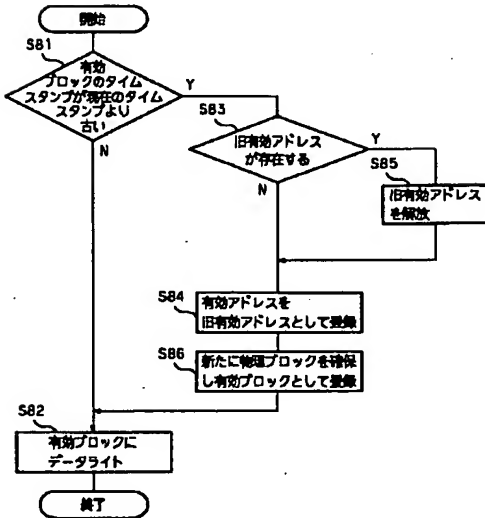 開始
S81
有効
ブロックのタイム
スタンプが現在のタイム
スタンプより
古い
Y
N
S83
旧有効アドレス
が存在する
Y
N
S85
旧有効アドレス
を解放
S84
有効アドレスを
旧有効アドレスとして登録
S86
新たに物理ブロックを確保
し有効ブロックとして登録
S82
有効ブロックに
データライト
終了